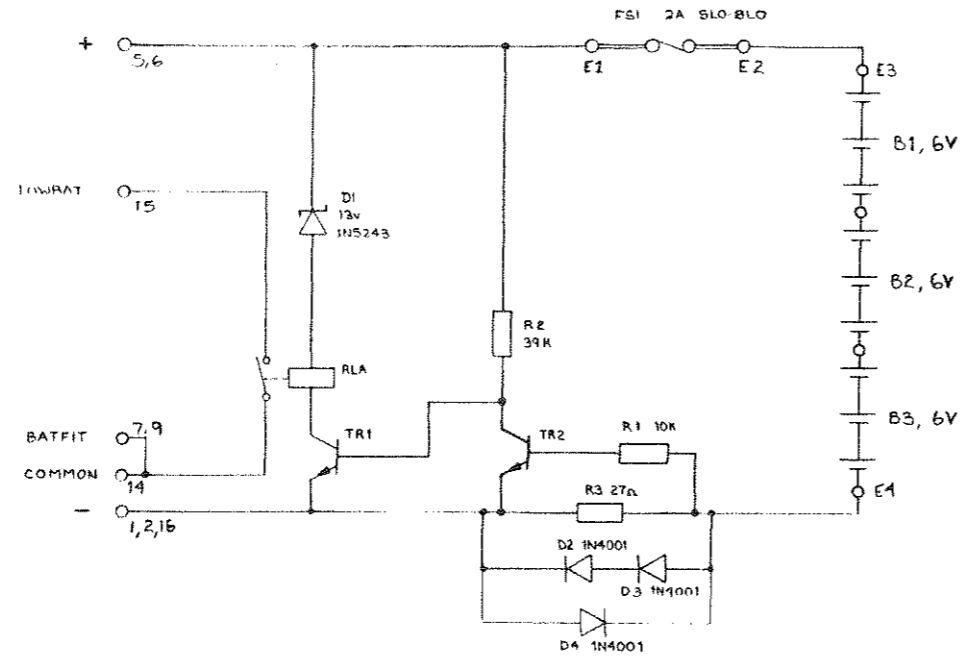 FS1 2A SLO-BLO
+
5,6
E1
E2
E3
B1, 6V
15
D1
13v
1N5243
B2, 6V
R2
39K
RLA
B3, 6V
BATFIT
7,9
TR1
TR2
R1 10K
COMMON
14
R3 27Ω
E4
-
1,2,16
D2 1N4001
D3 1N4001
D4 1N4001